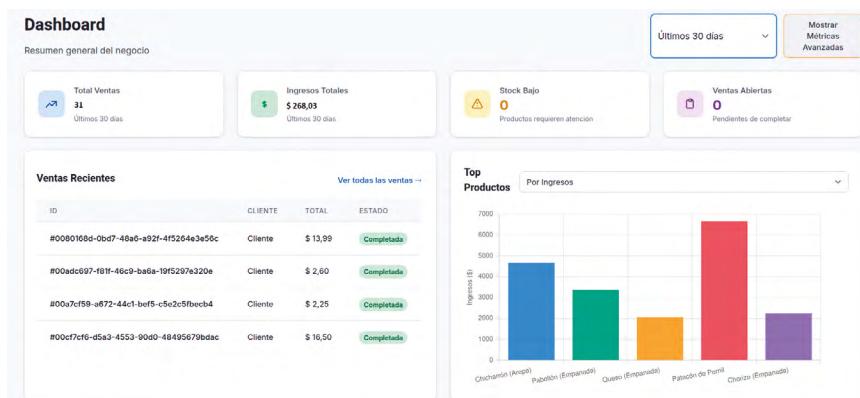 Dashboard
Resumen general del negocio
Últimos 30 días
Mostrar
Métricas
Avanzadas
Total Ventas
31
Últimos 30 días
Ingresos Totales
$ 268,03
Últimos 30 días
Stock Bajo
0
Productos requieren atención
Ventas Abiertas
0
Pendientes de completar
Ventas Recientes
Ver todas las ventas →
ID CLIENTE TOTAL ESTADO
#0080168d-0bd7-48a6-a92f-4f5264e3e56c Cliente $ 13,99 Completada
#00adc697-f81f-46c9-ba6a-19f5297e320e Cliente $ 2,60 Completada
#00a7cf59-a672-44c1-bef5-c5e2c5fbecb4 Cliente $ 2,25 Completada
#00cf7cf6-d5a3-4553-90d0-48495679bdac Cliente $ 16,50 Completada
Top
Productos
Por Ingresos
Ingresos ($)
7000
6000
5000
4000
3000
2000
1000
0
Chicharrón (Arepa)
Pabellón (Empanada)
Queso (Empanada)
Patacón de Pernil
Chorizo (Empanada)